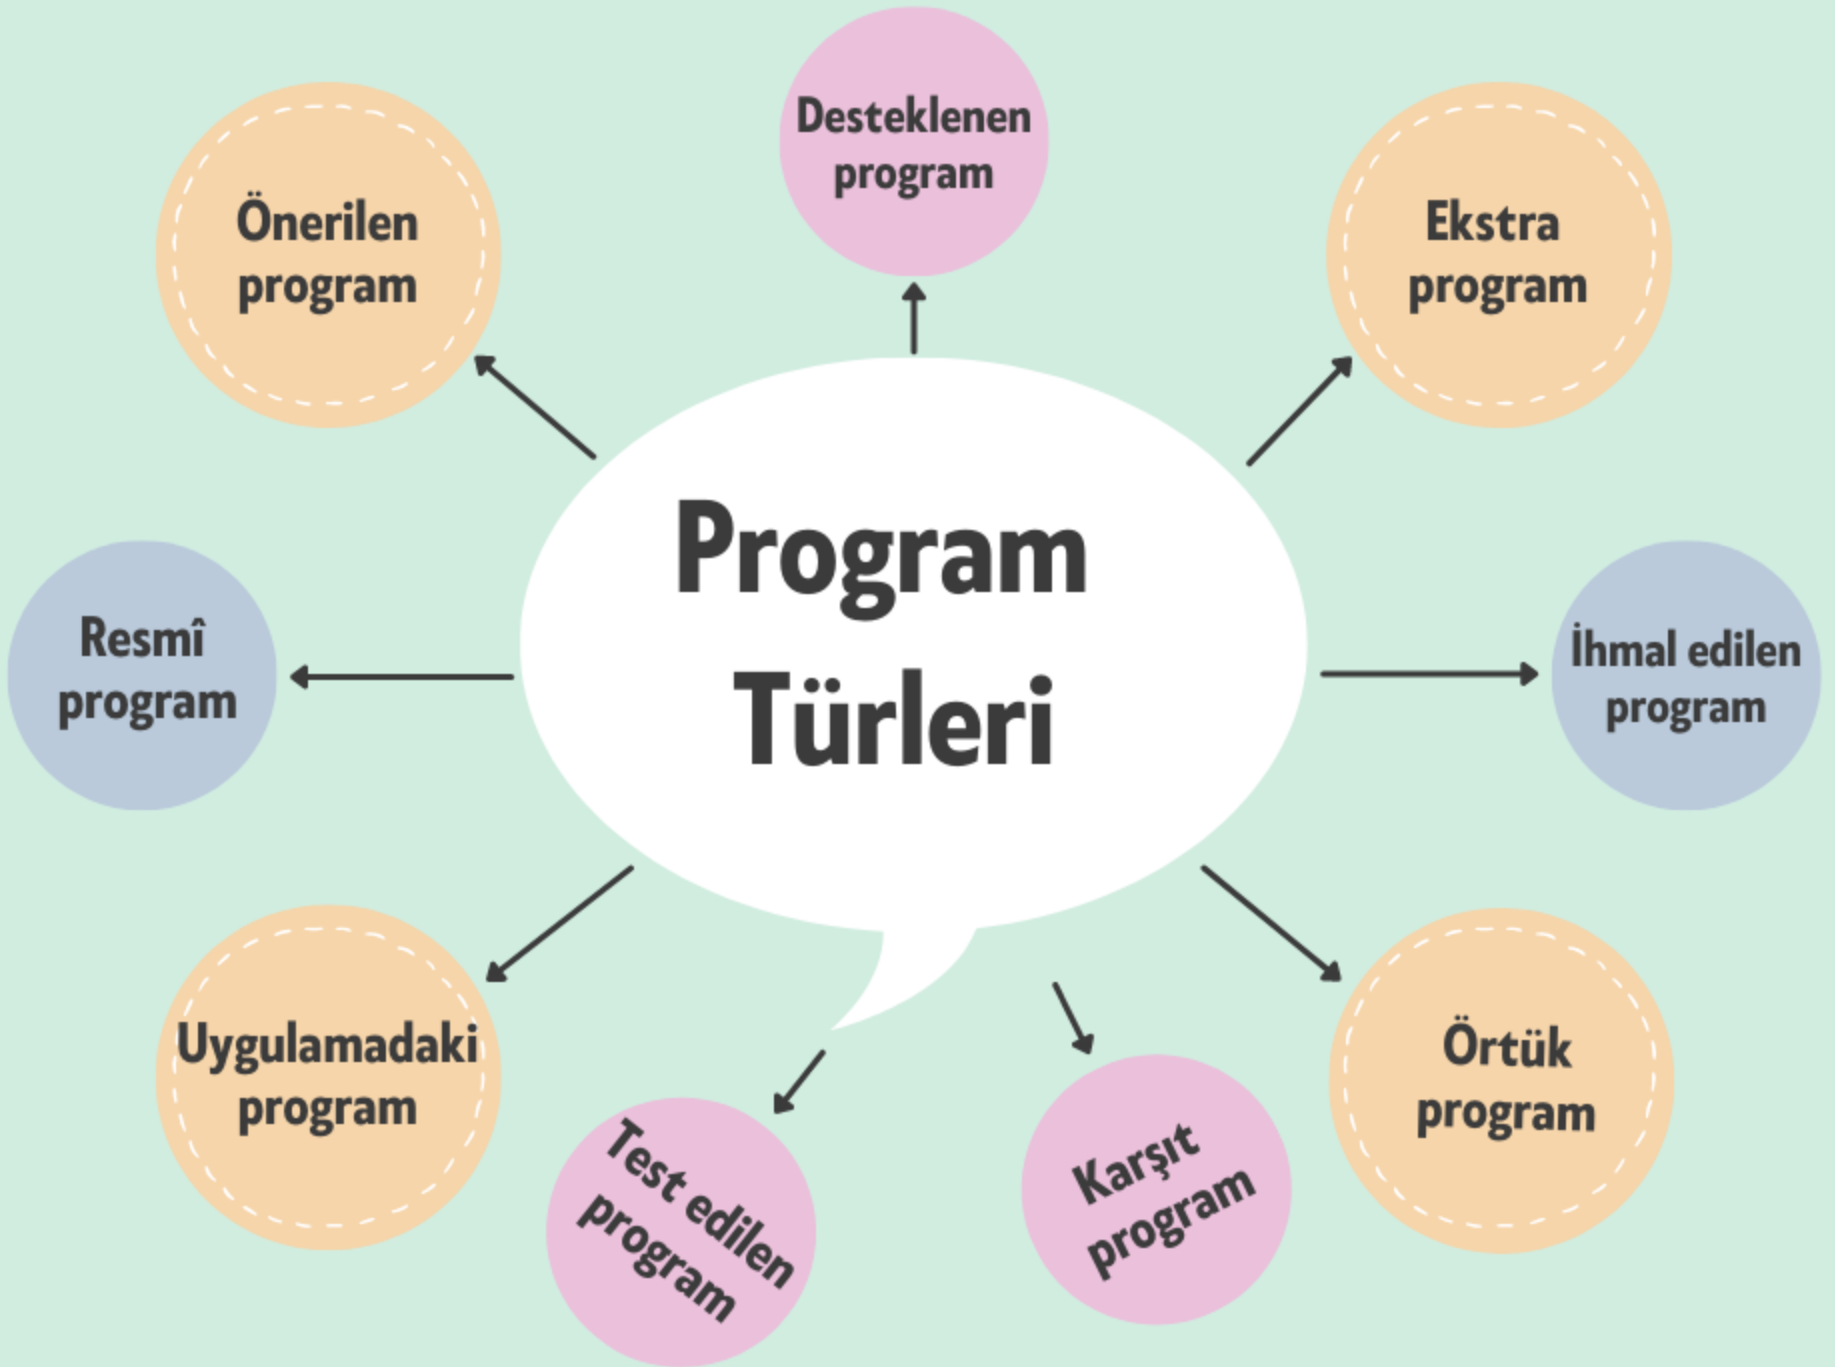 Desteklenen
program
Önerilen
program
Ekstra
program
Program
Türleri
Resmî
program
İhmal edilen
program
Uygulamadaki
program
Örtük
program
Test edilen
program
Karşıt
program